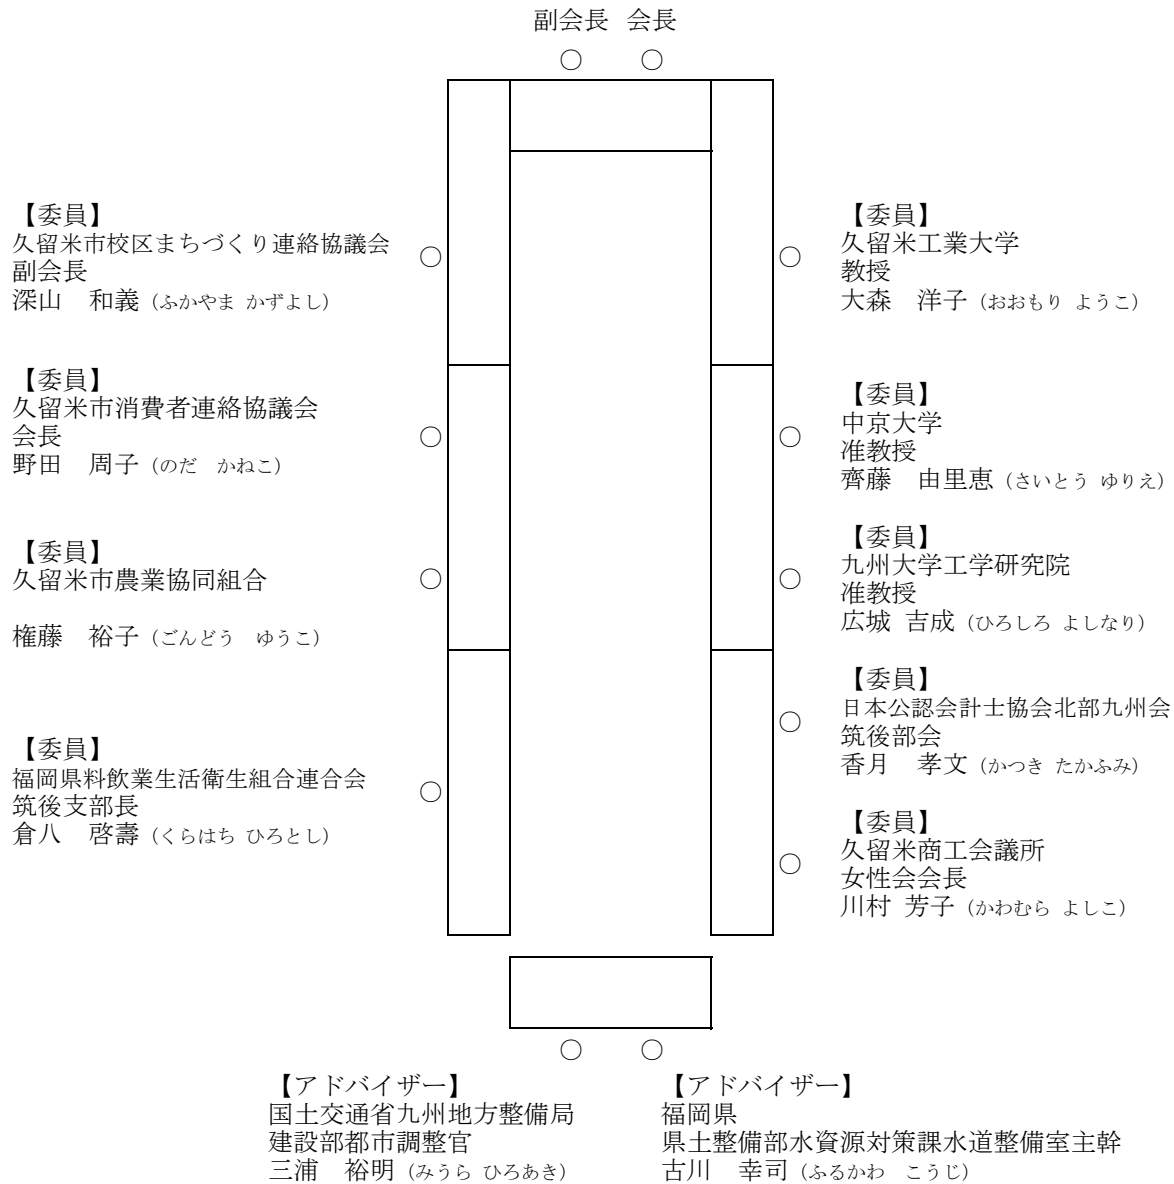 副会長 会長
【委員】
久留米市校区まちづくり連絡協議会
副会長
深山　和義（ふかやま かずよし）
【委員】
久留米市消費者連絡協議会
会長
野田　周子（のだ　かねこ）
【委員】
久留米市農業協同組合
権藤　裕子（ごんどう　ゆうこ）
【委員】
福岡県料飲業生活衛生組合連合会
筑後支部長
倉八　啓壽（くらはち ひろとし）
【委員】
久留米工業大学
教授
大森　洋子（おおもり ようこ）
【委員】
中京大学
准教授
齊藤　由里恵（さいとう ゆりえ）
【委員】
九州大学工学研究院
准教授
広城 吉成（ひろしろ よしなり）
【委員】
日本公認会計士協会北部九州会
筑後部会
香月　孝文（かつき たかふみ）
【委員】
久留米商工会議所
女性会会長
川村 芳子（かわむら よしこ）
【アドバイザー】
国土交通省九州地方整備局
建設部都市調整官
三浦　裕明（みうら ひろあき）
【アドバイザー】
福岡県
県土整備部水資源対策課水道整備室主幹
古川　幸司（ふるかわ　こうじ）